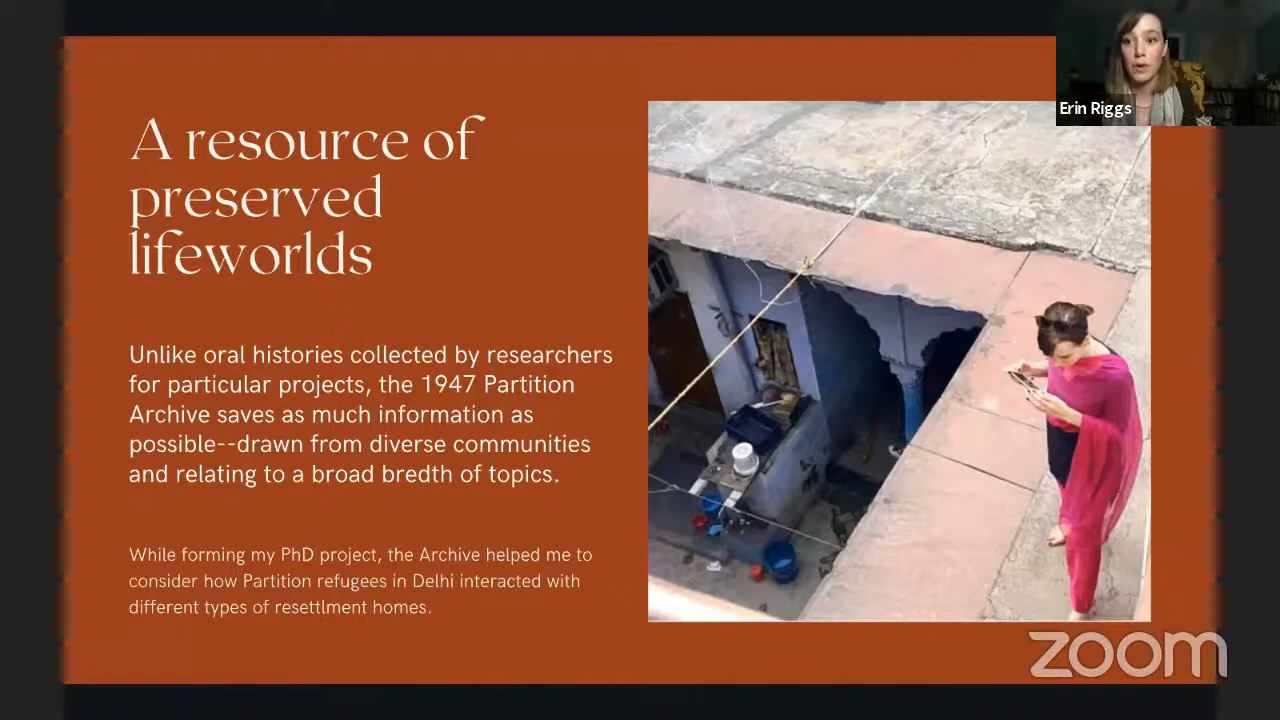 A resource of
preserved
lifeworlds
Unlike oral histories collected by researchers
for particular projects, the 1947 Partition
Archive saves as much information as
possible--drawn from diverse communities
and relating to a broad bredth of topics.
While forming my PhD project, the Archive helped me to
consider how Partition refugees in Delhi interacted with
different types of resettlment homes.
Erin Riggs
zoom